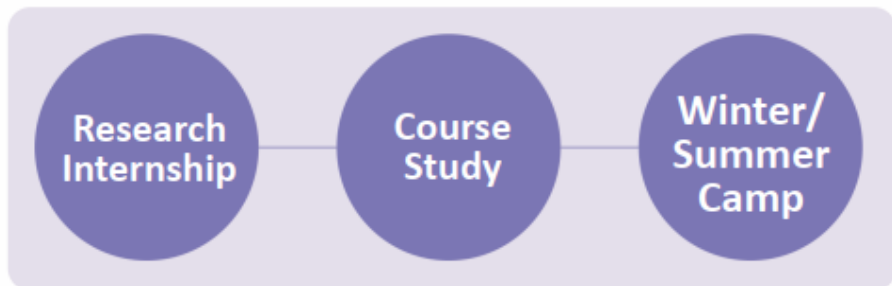 Research
Internship
Course
Study
Winter/
Summer
Camp